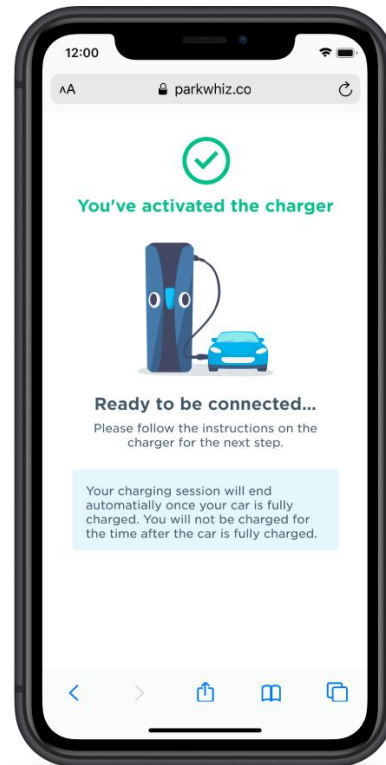 12:00
AA parkwhiz.co
You've activated the charger
Ready to be connected...
Please follow the instructions on the
charger for the next step.
Your charging session will end
automatially once your car is fully
charged. You will not be charged for
the time after the car is fully charged.